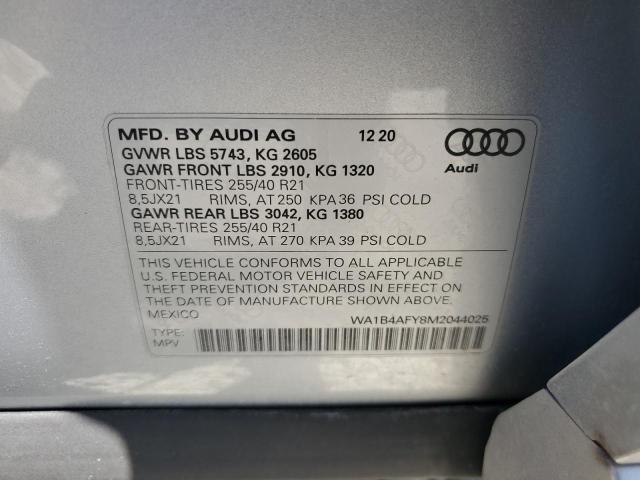 MFD. BY AUDI AG 12 20
GVWR LBS 5743, KG 2605
GAWR FRONT LBS 2910, KG 1320
FRONT-TIRES 255/40 R21
8,5JX21 RIMS, AT 250 KPA 36 PSI COLD
GAWR REAR LBS 3042, KG 1380
REAR-TIRES 255/40 R21
8,5JX21 RIMS, AT 270 KPA 39 PSI COLD
Audi
THIS VEHICLE CONFORMS TO ALL APPLICABLE
U.S. FEDERAL MOTOR VEHICLE SAFETY AND
THEFT PREVENTION STANDARDS IN EFFECT ON
THE DATE OF MANUFACTURE SHOWN ABOVE.
MEXICO WA1B4AFY8M2044025
TYPE:
MPV